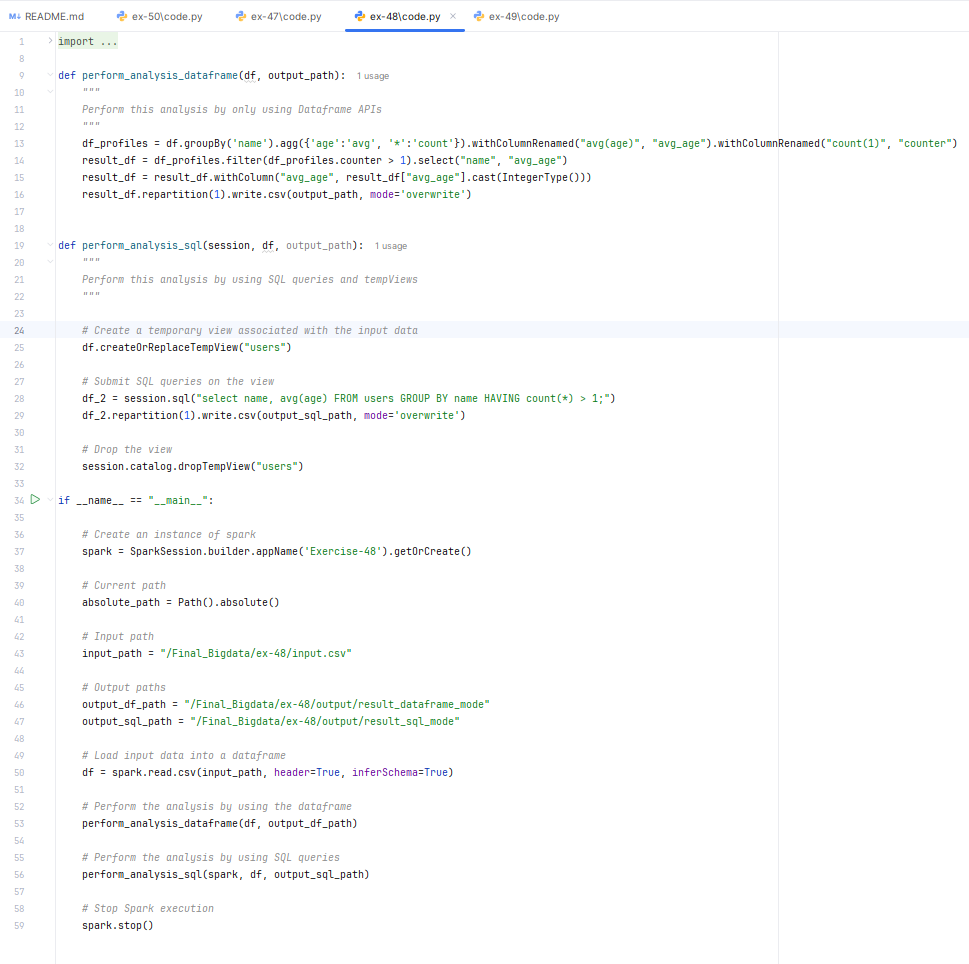 README.md ex-50\code.py ex-47\code.py ex-48\code.py ex-49\code.py
1 import ...
8
9 def perform_analysis_dataframe(df, output_path): 1 usage
10 """
11 Perform this analysis by only using Dataframe APIs
12 """
13 df_profiles = df.groupBy('name').agg({'age':'avg', '*':'count'}).withColumnRenamed("avg(age)", "avg_age").withColumnRenamed("count(1)", "counter")
14 result_df = df_profiles.filter(df_profiles.counter > 1).select("name", "avg_age")
15 result_df = result_df.withColumn("avg_age", result_df["avg_age"].cast(IntegerType()))
16 result_df.repartition(1).write.csv(output_path, mode='overwrite')
17
18
19 def perform_analysis_sql(session, df, output_path): 1 usage
20 """
21 Perform this analysis by using SQL queries and tempViews
22 """
23
24 # Create a temporary view associated with the input data
25 df.createOrReplaceTempView("users")
26
27 # Submit SQL queries on the view
28 df_2 = session.sql("select name, avg(age) FROM users GROUP BY name HAVING count(*) > 1;")
29 df_2.repartition(1).write.csv(output_sql_path, mode='overwrite')
30
31 # Drop the view
32 session.catalog.dropTempView("users")
33
34 if __name__ == "__main__":
35
36 # Create an instance of spark
37 spark = SparkSession.builder.appName('Exercise-48').getOrCreate()
38
39 # Current path
40 absolute_path = Path().absolute()
41
42 # Input path
43 input_path = "/Final_Bigdata/ex-48/input.csv"
44
45 # Output paths
46 output_df_path = "/Final_Bigdata/ex-48/output/result_dataframe_mode"
47 output_sql_path = "/Final_Bigdata/ex-48/output/result_sql_mode"
48
49 # Load input data into a dataframe
50 df = spark.read.csv(input_path, header=True, inferSchema=True)
51
52 # Perform the analysis by using the dataframe
53 perform_analysis_dataframe(df, output_df_path)
54
55 # Perform the analysis by using SQL queries
56 perform_analysis_sql(spark, df, output_sql_path)
57
58 # Stop Spark execution
59 spark.stop()